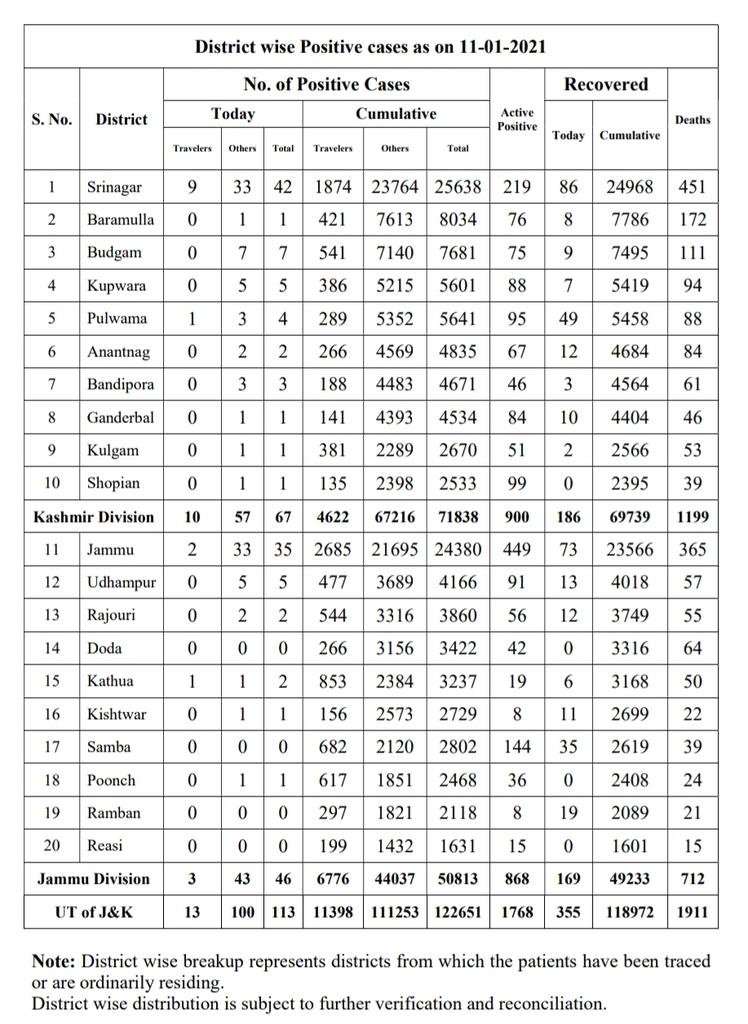 District wise Positive cases as on 11-01-2021
S. No. District No. of Positive Cases Active Positive Recovered Deaths
Today Cumulative Today Cumulative
Travelers Others Total Travelers Others Total
1 Srinagar 9 33 42 1874 23764 25638 219 86 24968 451
2 Baramulla 0 1 1 421 7613 8034 76 8 7786 172
3 Budgam 0 7 7 541 7140 7681 75 9 7495 111
4 Kupwara 0 5 5 386 5215 5601 88 7 5419 94
5 Pulwama 1 3 4 289 5352 5641 95 49 5458 88
6 Anantnag 0 2 2 266 4569 4835 67 12 4684 84
7 Bandipora 0 3 3 188 4483 4671 46 3 4564 61
8 Ganderbal 0 1 1 141 4393 4534 84 10 4404 46
9 Kulgam 0 1 1 381 2289 2670 51 2 2566 53
10 Shopian 0 1 1 135 2398 2533 99 0 2395 39
Kashmir Division 10 57 67 4622 67216 71838 900 186 69739 1199
11 Jammu 2 33 35 2685 21695 24380 449 73 23566 365
12 Udhampur 0 5 5 477 3689 4166 91 13 4018 57
13 Rajouri 0 2 2 544 3316 3860 56 12 3749 55
14 Doda 0 0 0 266 3156 3422 42 0 3316 64
15 Kathua 1 1 2 853 2384 3237 19 6 3168 50
16 Kishtwar 0 1 1 156 2573 2729 8 11 2699 22
17 Samba 0 0 0 682 2120 2802 144 35 2619 39
18 Poonch 0 1 1 617 1851 2468 36 0 2408 24
19 Ramban 0 0 0 297 1821 2118 8 19 2089 21
20 Reasi 0 0 0 199 1432 1631 15 0 1601 15
Jammu Division 3 43 46 6776 44037 50813 868 169 49233 712
UT of J&K 13 100 113 11398 111253 122651 1768 355 118972 1911
Note: District wise breakup represents districts from which the patients have been traced
or are ordinarily residing.
District wise distribution is subject to further verification and reconciliation.